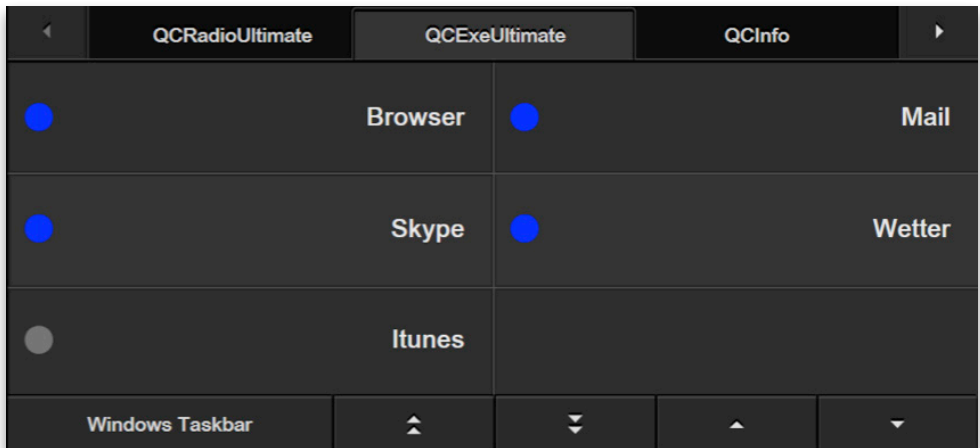 QCRadioUltimate QCExeUltimate QCInfo
Browser Mail
Skype Wetter
Itunes
Windows Taskbar